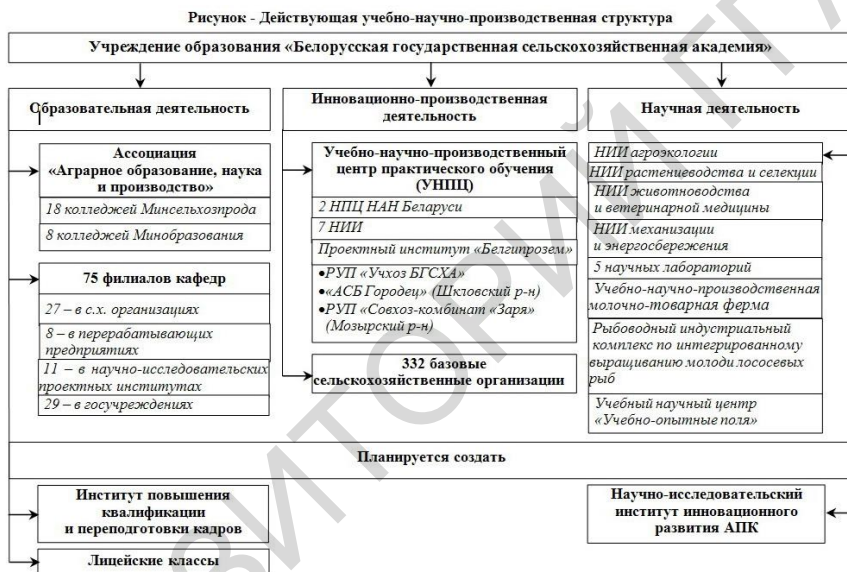 Рисунок - Действующая учебно-научно-производственная структура
Учреждение образования «Белорусская государственная сельскохозяйственная академия»
Образовательная деятельность
Ассоциация
«Аграрное образование, наука
и производство»
18 колледжей Минсельхозпрода
8 колледжей Минобразования
75 филиалов кафедр
27 – в с.х. организациях
8 – в перерабатывающих
предприятиях
11 – в научно-исследовательских
проектных институтах
29 – в госучреждениях
Инновационно-производственная
деятельность
Учебно-научно-производственный
центр практического обучения
(УНПЦ)
2 НПЦ НАН Беларуси
7 НИИ
Проектный институт «Белгипрозем»
•РУП «Учхоз БГСХА»
•«АСБ Городец» (Шкловский р-н)
•РУП «Совхоз-комбинат «Заря»
(Мозырский р-н)
332 базовые
сельскохозяйственные организации
Научная деятельность
НИИ агроэкологии
НИИ растениеводства и селекции
НИИ животноводства
и ветеринарной медицины
НИИ механизации
и энергосбережения
5 научных лабораторий
Учебно-научно-производственная
молочно-товарная ферма
Рыбоводный индустриальный
комплекс по интегрированному
выращиванию молоди лососевых
рыб
Учебный научный центр
«Учебно-опытные поля»
Планируется создать
Институт повышения
квалификации
и переподготовки кадров
Лицейские классы
Научно-исследовательский
институт инновационного
развития АПК